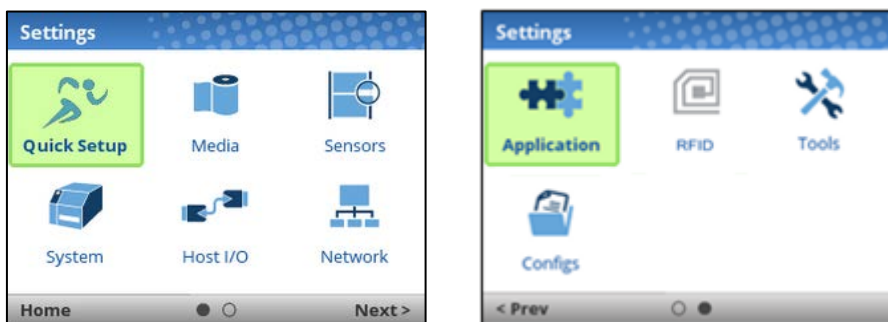 Settings
Quick Setup Media Sensors
System Host I/O Network
Home Next >
Settings
Application RFID Tools
Configs
< Prev